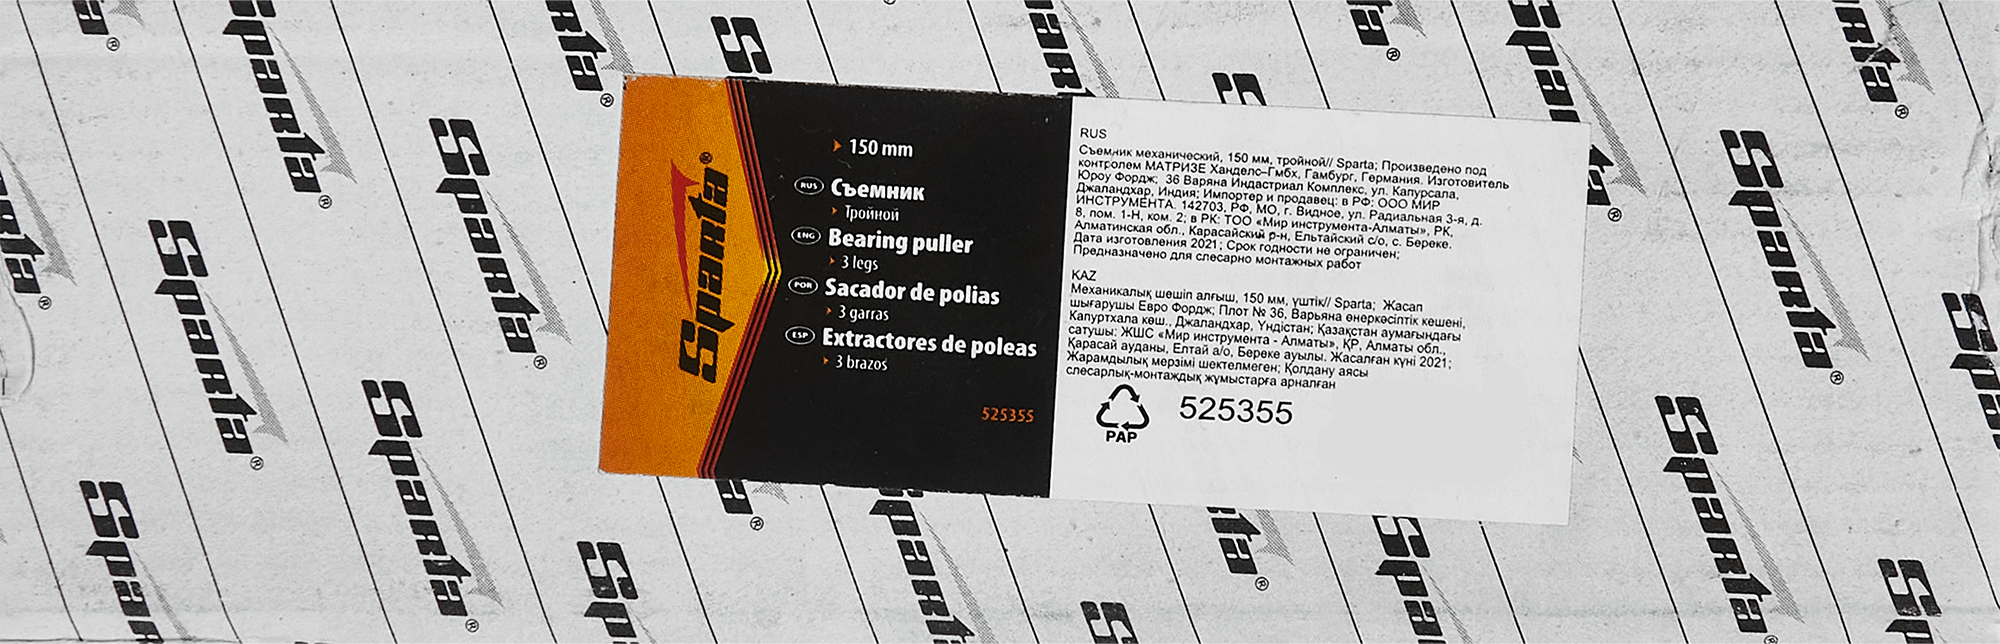 Sparta®
150 mm
RUS Съемник
Тройной
ENG Bearing puller
3 legs
POR Sacador de polias
3 garras
ESP Extractores de poleas
3 brazos
525355
RUS
Съемник механический, 150 мм, тройной// Sparta; Произведено под
контролем МАТРИЗЕ Ханделс–Гмбх, Гамбург, Германия. Изготовитель
Юроу Фордж, 36 Варяна Индастриал Комплекс, ул. Капурсала,
Джаландхар, Индия; Импортер и продавец: в РФ: ООО МИР
ИНСТРУМЕНТА. 142703, РФ, МО, г. Видное, ул. Радиальная 3-я, д.
8, пом. 1-Н, ком. 2; в РК: ТОО «Мир инструмента-Алматы», РК,
Алматинская обл., Карасайский р-н, Ельтайский с/о, с. Береке.
Дата изготовления 2021; Срок годности не ограничен;
Предназначено для слесарно монтажных работ
KAZ
Механикалық шешіп алғыш, 150 мм, үштік// Sparta; Жасап
шығарушы Евро Фордж; Плот № 36, Варьяна өнеркәсіптік кешені,
Капуртхала көш., Джаландхар, Үндістан; Қазақстан аумағындағы
сатушы: ЖШС «Мир инструмента - Алматы», ҚР, Алматы обл.,
Қарасай ауданы, Елтай а/о, Береке ауылы. Жасалған күні 2021;
Жарамдылық мерзімі шектелмеген; Қолдану аясы
слесарлық-монтаждық жұмыстарға арналған
PAP
525355